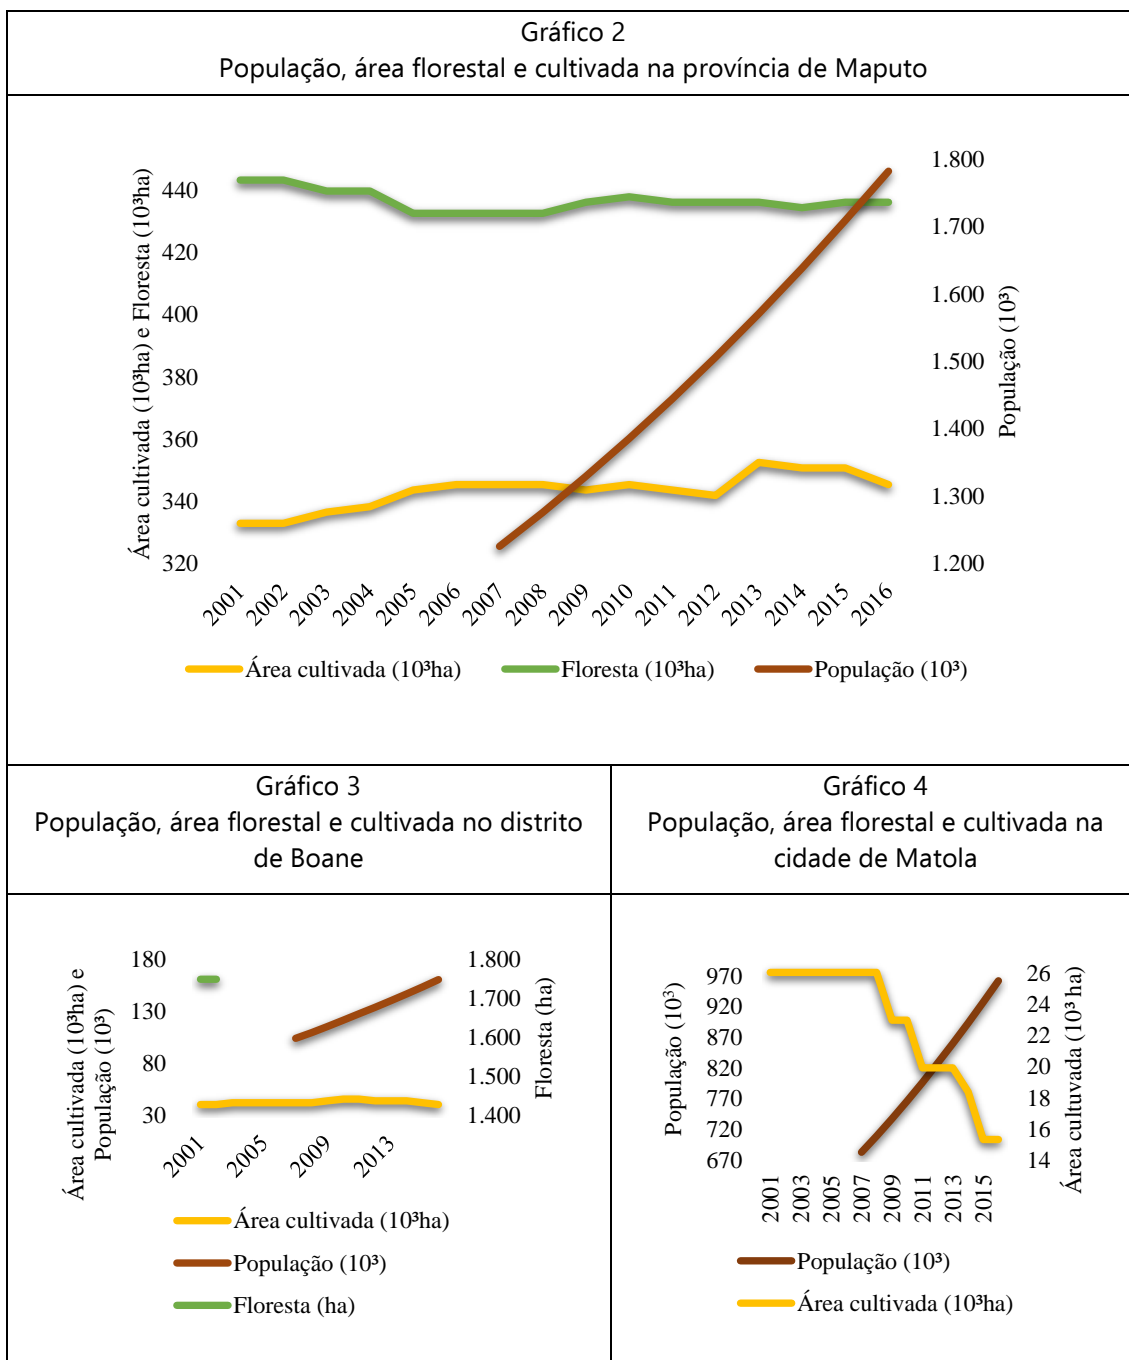 Gráfico 2
População, área florestal e cultivada na província de Maputo
Área cultivada (10³ha) e Floresta (10³ha)
440
420
400
380
360
340
320
População (10³)
1.800
1.700
1.600
1.500
1.400
1.300
1.200
2001
2002
2003
2004
2005
2006
2007
2008
2009
2010
2011
2012
2013
2014
2015
2016
Área cultivada (10³ha)
Floresta (10³ha)
População (10³)
Gráfico 3
População, área florestal e cultivada no distrito
de Boane
Área cultivada (10³ha) e
População (10³)
180
130
80
30
Floresta (ha)
1.800
1.700
1.600
1.500
1.400
2001
2005
2009
2013
Área cultivada (10³ha)
População (10³)
Floresta (ha)
Gráfico 4
População, área florestal e cultivada na
cidade de Matola
População (10³)
970
920
870
820
770
720
670
Área cultuvada (10³ ha)
26
24
22
20
18
16
14
2001
2003
2005
2007
2009
2011
2013
2015
População (10³)
Área cultivada (10³ha)